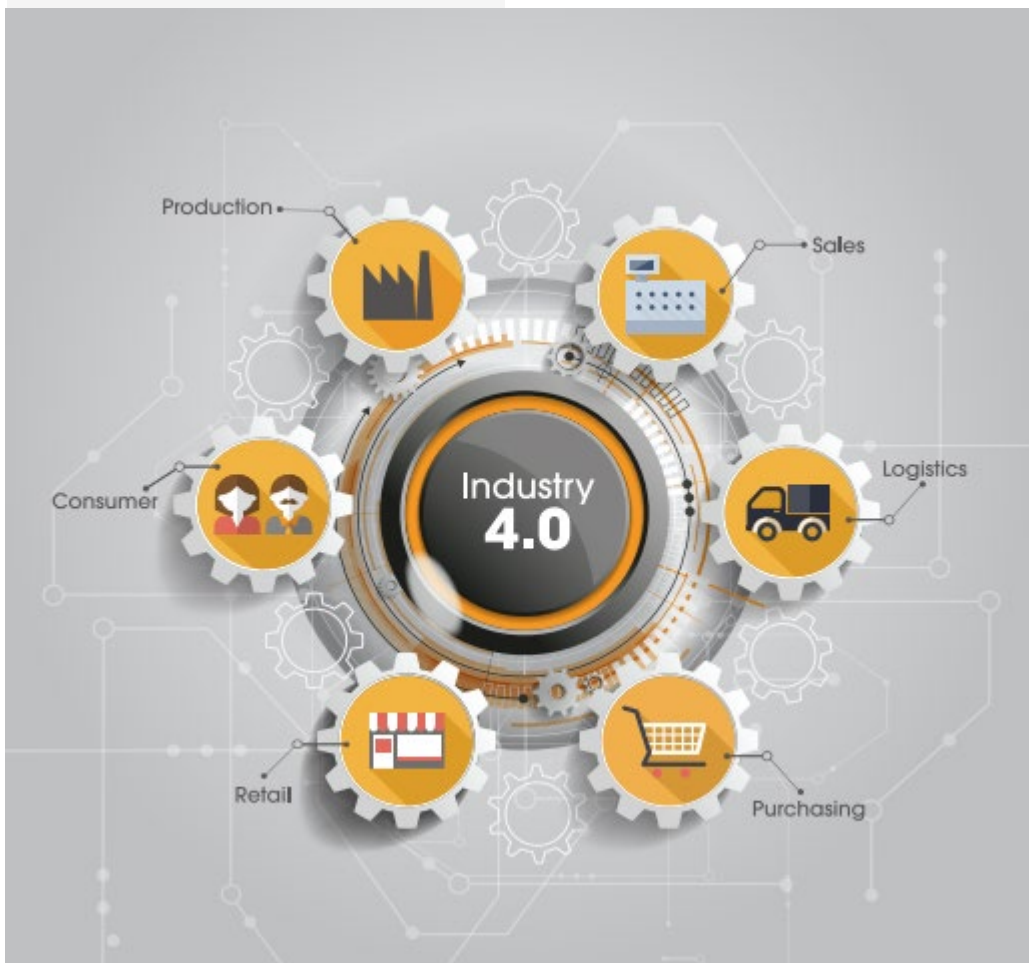 Production
Sales
Consumer
Industry
4.0
Logistics
Retail
Purchasing